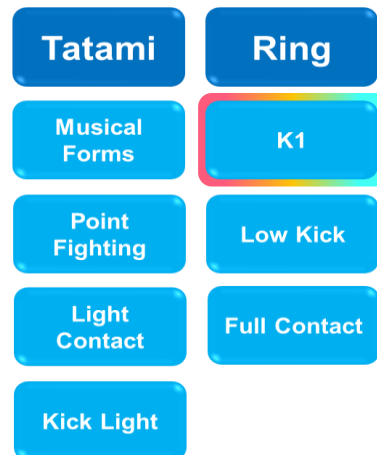 Tatami
Ring
Musical
Forms
K1
Point
Fighting
Low Kick
Light
Contact
Full Contact
Kick Light